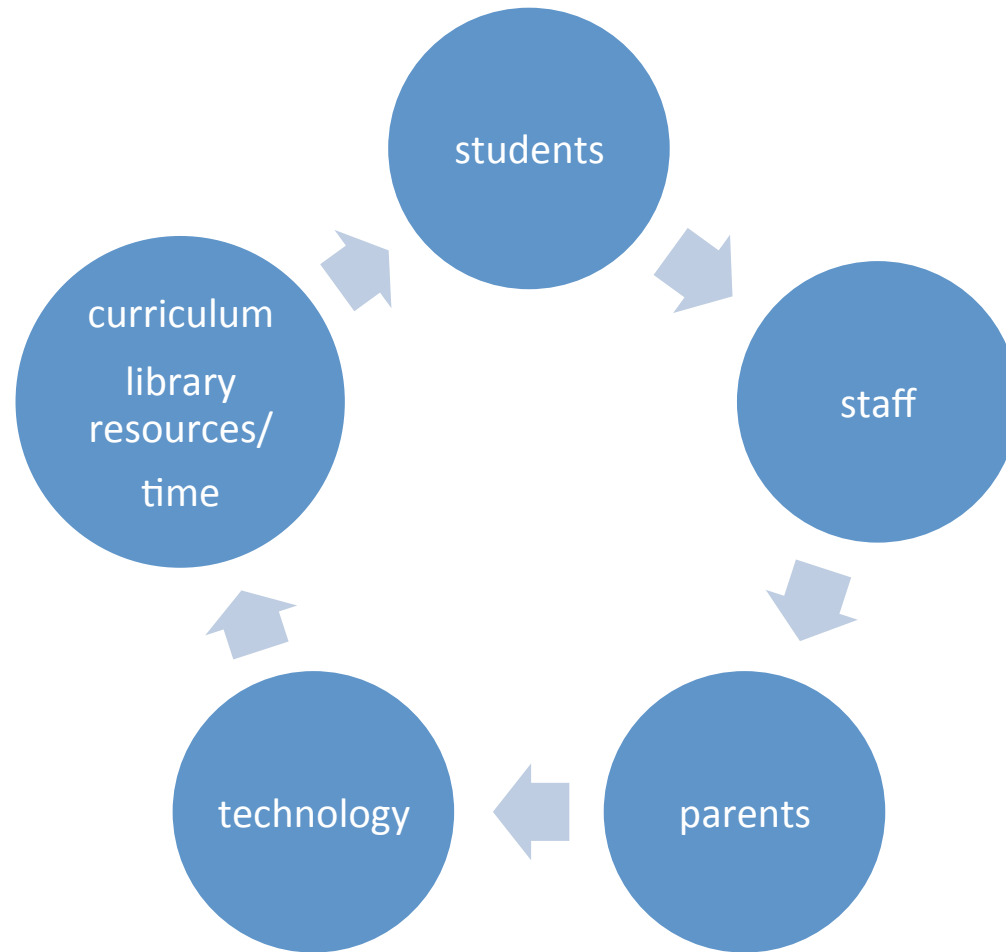 students
staff
parents
technology
curriculum
library
resources/
time